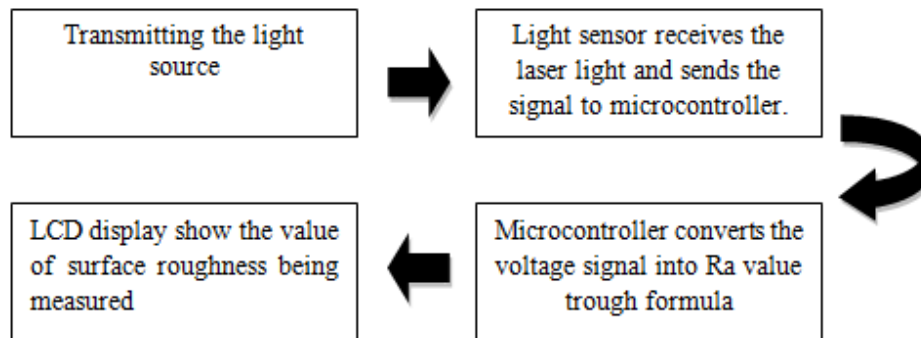 Transmitting the light
source
Light sensor receives the
laser light and sends the
signal to microcontroller.
Microcontroller converts the
voltage signal into Ra value
trough formula
LCD display show the value
of surface roughness being
measured